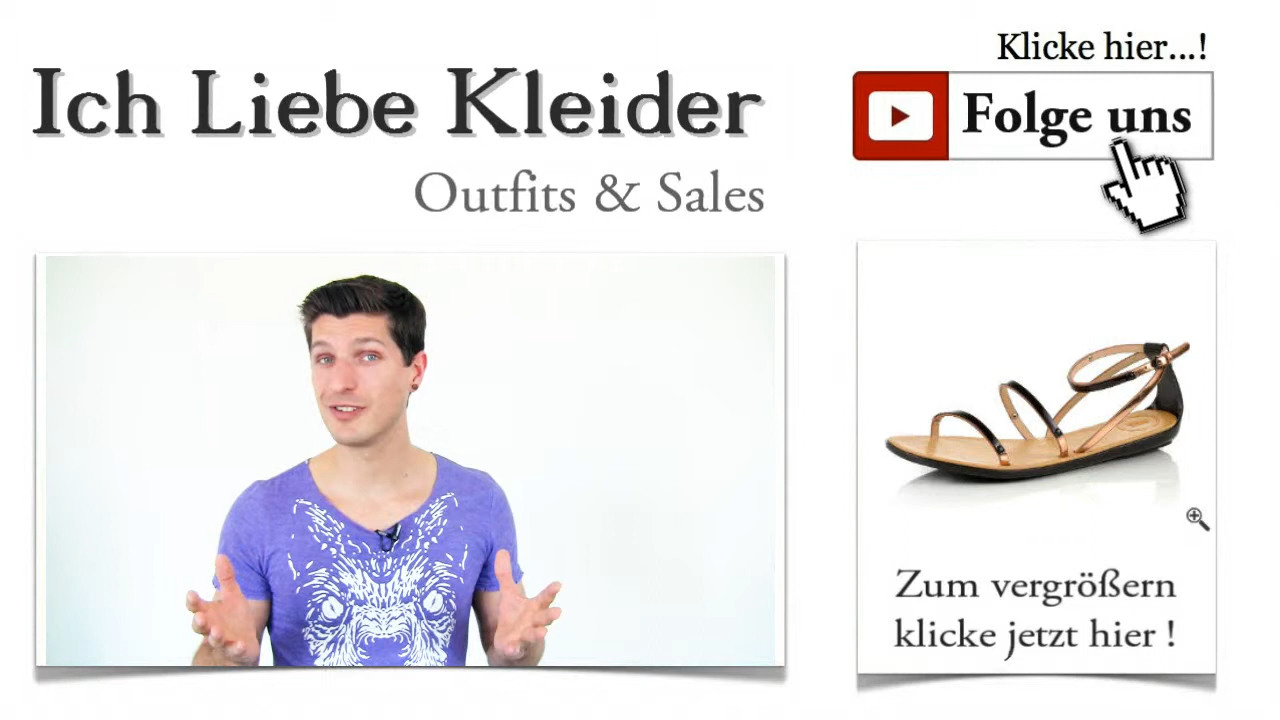 Ich Liebe Kleider
Outfits & Sales
Klicke hier...!
Folge uns
Zum vergrößern
klicke jetzt hier !